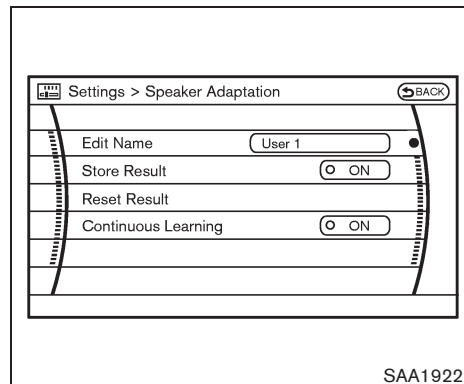 Settings > Speaker Adaptation BACK
Edit Name User 1
Store Result ON
Reset Result
Continuous Learning ON
SAA1922